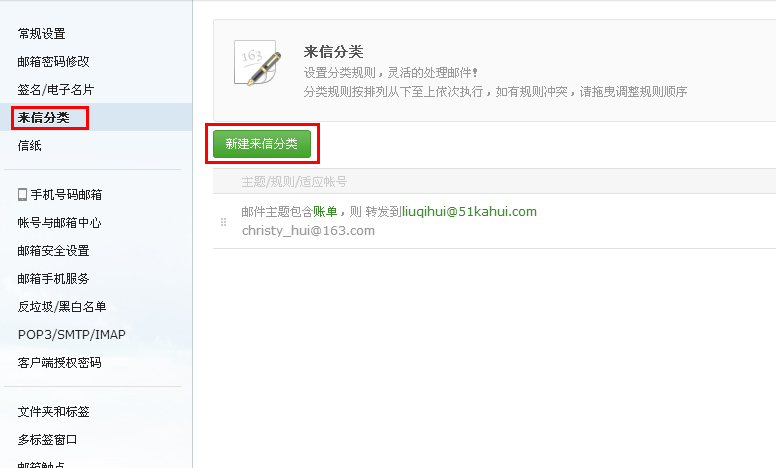 常规设置
邮箱密码修改
签名/电子名片
来信分类
信纸
手机号码邮箱
帐号与邮箱中心
邮箱安全设置
邮箱手机服务
反垃圾/黑白名单
POP3/SMTP/IMAP
客户端授权密码
文件夹和标签
多标签窗口
邮箱触点
163
来信分类
设置分类规则，灵活的处理邮件！
分类规则按排列从下至上依次执行，如有规则冲突，请拖曳调整规则顺序
新建来信分类
主题/规则/适应帐号
邮件主题包含账单，则 转发到liuqihui@51kahui.com
christy_hui@163.com